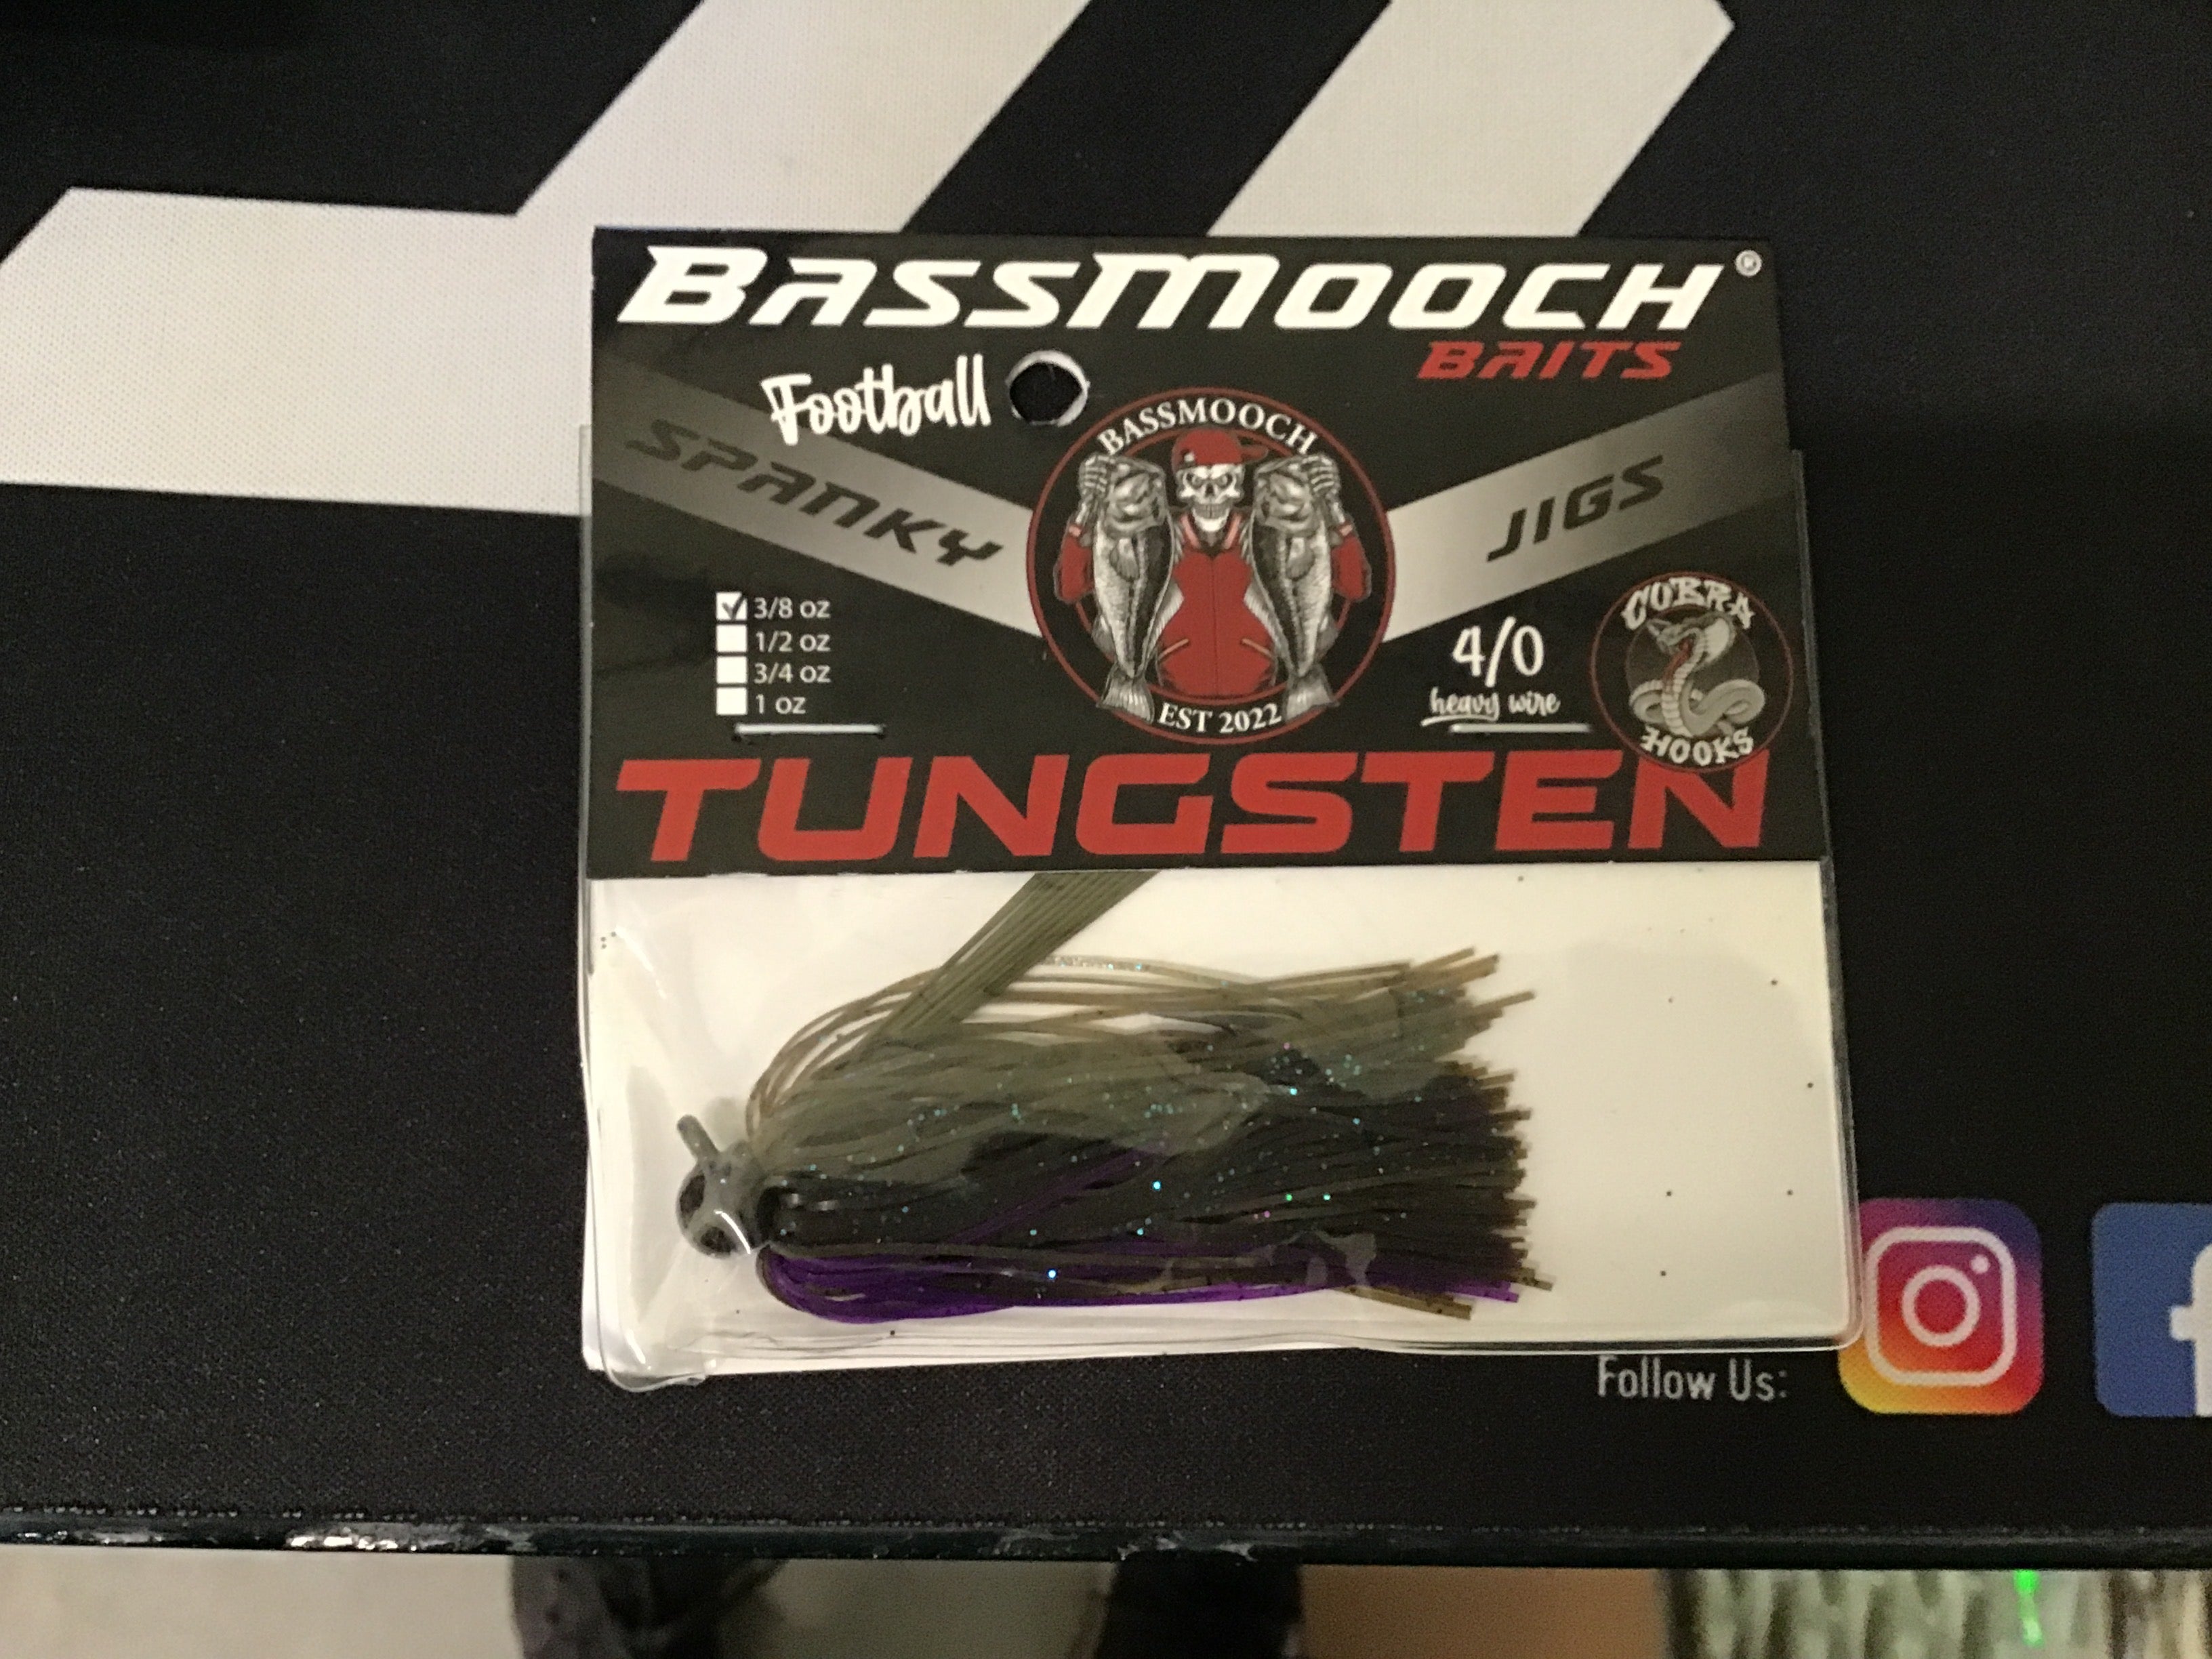 BASSMOOCH®
BAITS
Football
SPANKY
JIGS
BASSMOOCH
EST 2022
3/8 oz
1/2 oz
3/4 oz
1 oz
4/0
heavy wire
COBRA
HOOKS
TUNGSTEN
Follow Us:
f